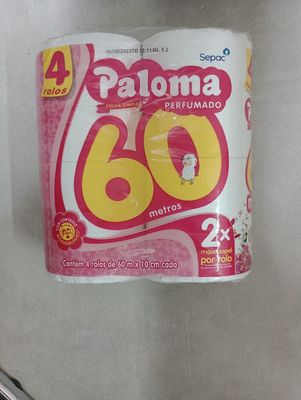 4
rolos
Sepac
Paloma
FOLHA SIMPLES
PERFUMADO
60
metros
2x
mais papel
por rolo
Contém 4 rolos de 60 m x 10 cm cada